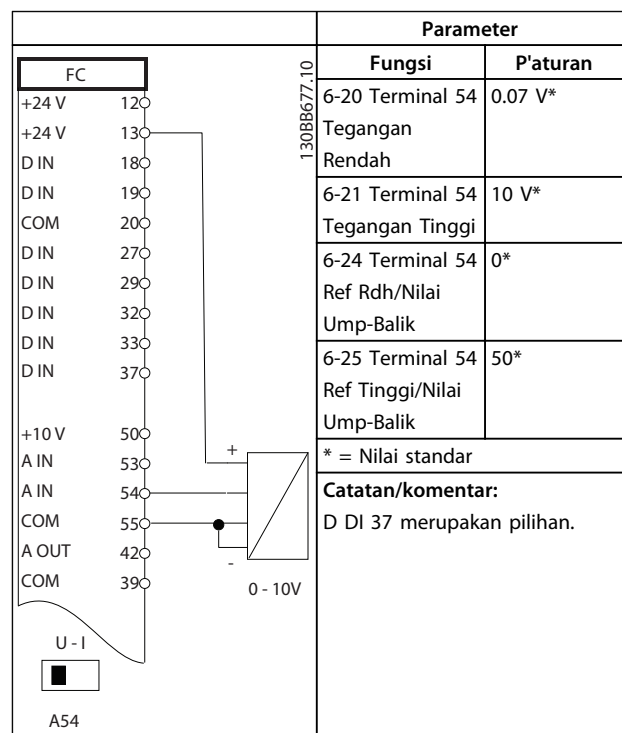 FC
+24 V 12
+24 V 13
D IN 18
D IN 19
COM 20
D IN 27
D IN 29
D IN 32
D IN 33
D IN 37
+10 V 50
A IN 53
A IN 54
COM 55
A OUT 42
COM 39
+
-
0 - 10V
U - I
A54
130BB677.10
Parameter
Fungsi P'aturan
6-20 Terminal 54 0.07 V*
Tegangan
Rendah
6-21 Terminal 54 10 V*
Tegangan Tinggi
6-24 Terminal 54 0*
Ref Rdh/Nilai
Ump-Balik
6-25 Terminal 54 50*
Ref Tinggi/Nilai
Ump-Balik
* = Nilai standar
Catatan/komentar:
D DI 37 merupakan pilihan.